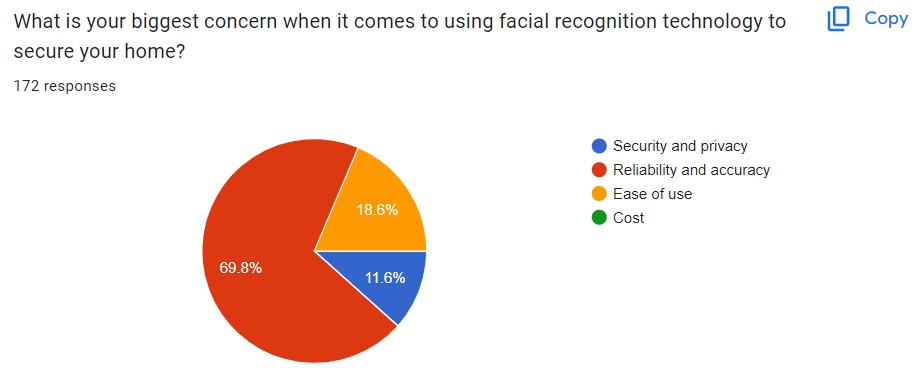 What is your biggest concern when it comes to using facial recognition technology to
secure your home?
Copy
172 responses
18.6%
69.8%
11.6%
Security and privacy
Reliability and accuracy
Ease of use
Cost